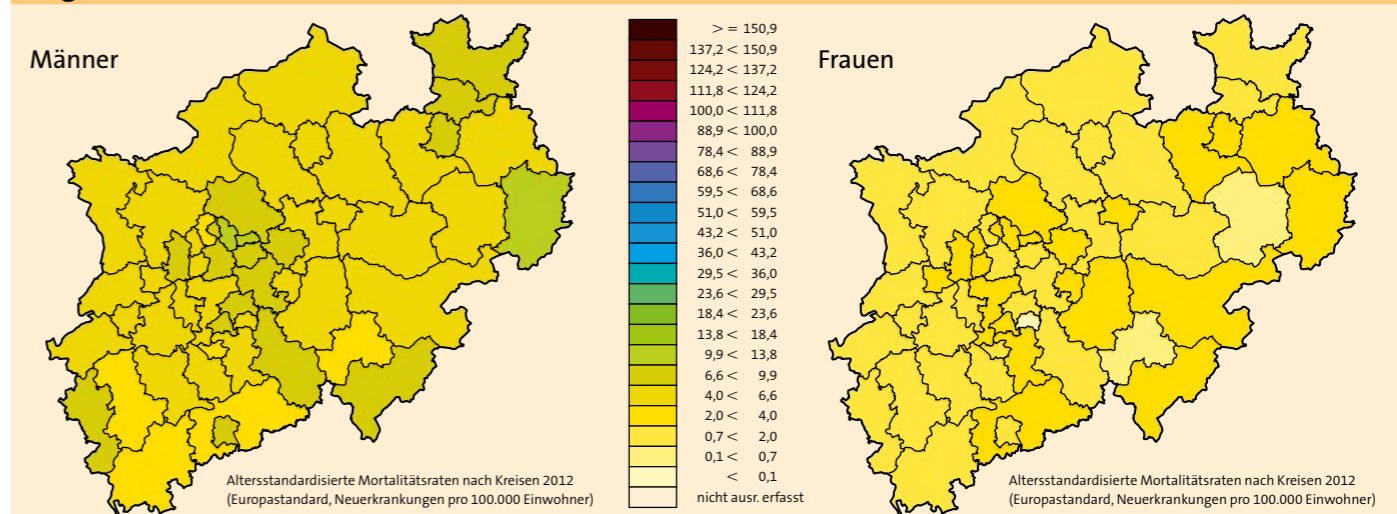 Männer
> = 150,9
137,2 < 150,9
124,2 < 137,2
111,8 < 124,2
100,0 < 111,8
88,9 < 100,0
78,4 < 88,9
68,6 < 78,4
59,5 < 68,6
51,0 < 59,5
43,2 < 51,0
36,0 < 43,2
29,5 < 36,0
23,6 < 29,5
18,4 < 23,6
13,8 < 18,4
9,9 < 13,8
6,6 < 9,9
4,0 < 6,6
2,0 < 4,0
0,7 < 2,0
0,1 < 0,7
< 0,1
nicht ausr. erfasst
Altersstandardisierte Mortalitätsraten nach Kreisen 2012
(Europastandard, Neuerkrankungen pro 100.000 Einwohner)
Frauen
Altersstandardisierte Mortalitätsraten nach Kreisen 2012
(Europastandard, Neuerkrankungen pro 100.000 Einwohner)